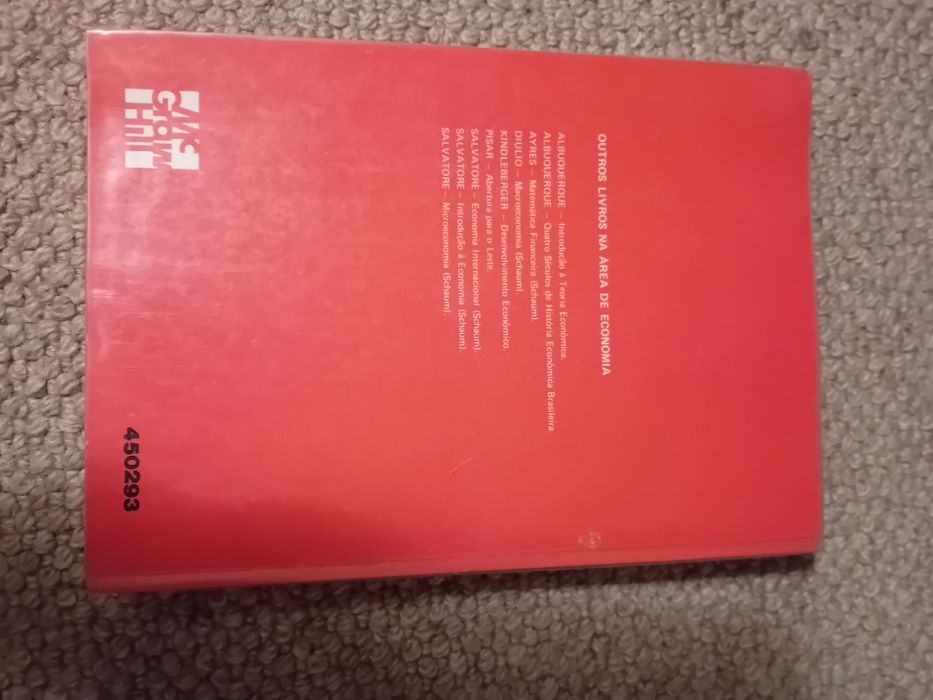 OUTROS LIVROS NA ÁREA DE ECONOMIA
ALBUQUERQUE — Introdução à Teoria Econômica.
ALBUQUERQUE — Quatro Séculos de História Econômica Brasileira.
AYRES — Matemática Financeira (Schaum).
DIULIO — Macroeconomia (Schaum).
KINDLEBERGER — Desenvolvimento Econômico.
PISAR — Abertura para o Leste.
SALVATORE — Economia Internacional (Schaum).
SALVATORE — Introdução à Economia (Schaum).
SALVATORE — Microeconomia (Schaum).
Mc
Graw
Hill
450293